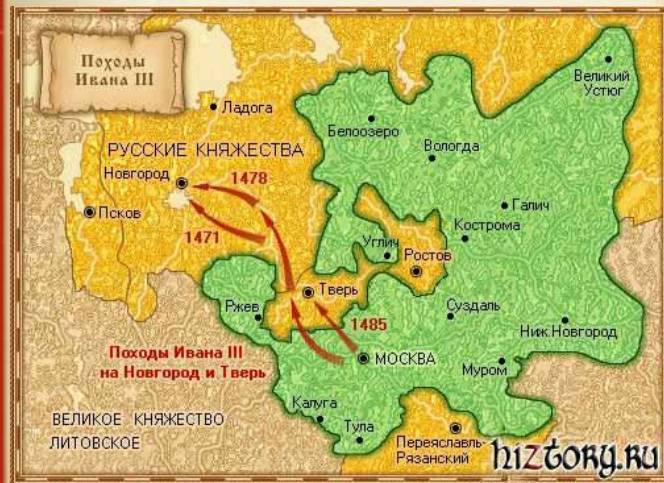 Походы
Ивана III
Ладога
РУССКИЕ КНЯЖЕСТВА
Новгород
1478
Псков
1471
Белоозеро
Вологда
Великий
Устюг
Галич
Кострома
Углич
Ростов
Тверь
Ржев
1485
Суздаль
Ниж.Новгород
Походы Ивана III
на Новгород и Тверь
МОСКВА
Муром
Калуга
Тула
ВЕЛИКОЕ КНЯЖЕСТВО
ЛИТОВСКОЕ
Переяславль-
Рязанский
hiztory.ru